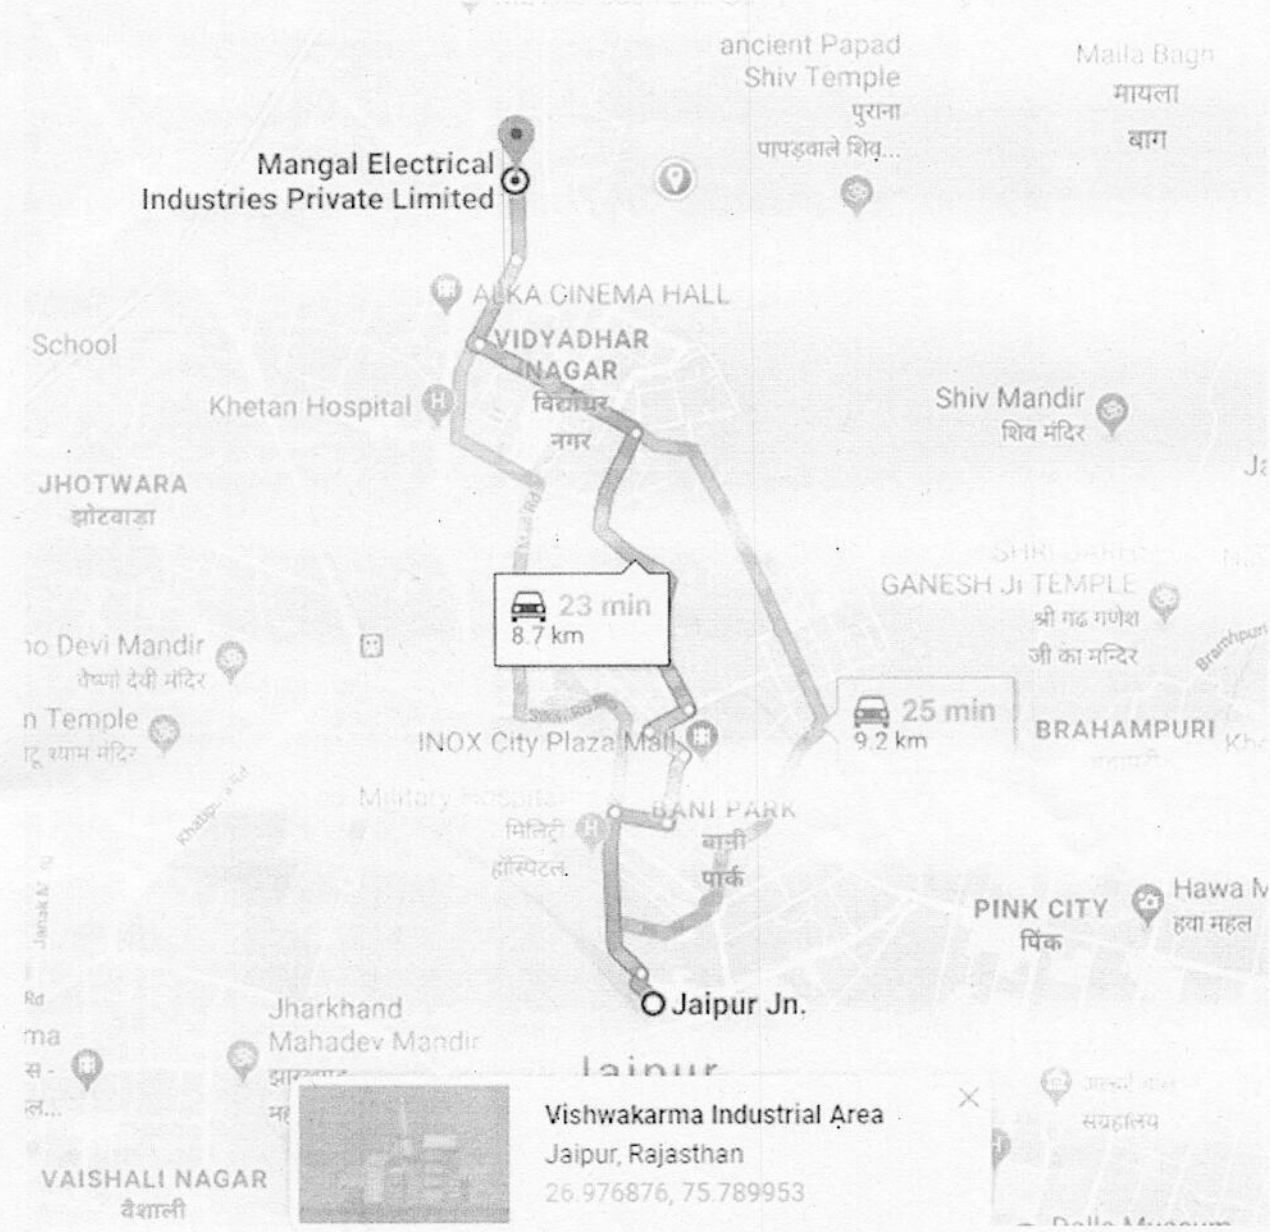 ancient Papad
Shiv Temple
पुराना
पापड़वाले शिव...
Maila Bagh
मायला
बाग
Mangal Electrical
Industries Private Limited
ALKA CINEMA HALL
School
VIDYADHAR
NAGAR
विद्याधर
नगर
Khetan Hospital
Shiv Mandir
शिव मंदिर
JHOTWARA
झोटवाड़ा
GANESH Ji TEMPLE
श्री गढ़ गणेश
जी का मन्दिर
23 min
8.7 km
Devi Mandir
वैष्णो देवी मंदिर
Bramhpuri
n Temple
श्याम मंदिर
25 min
9.2 km
BRAHAMPURI
INOX City Plaza Mall
Military Hospital
मिलिट्री
हॉस्पिटल
BANI PARK
बानी
पार्क
PINK CITY
पिंक
Hawa M
हवा महल
Rd
ma
Jaipur Jn.
Jharkhand
Mahadev Mandir
Jaipur
Vishwakarma Industrial Area
Jaipur, Rajasthan
26.976876, 75.789953
संग्रहालय
VAISHALI NAGAR
वैशाली